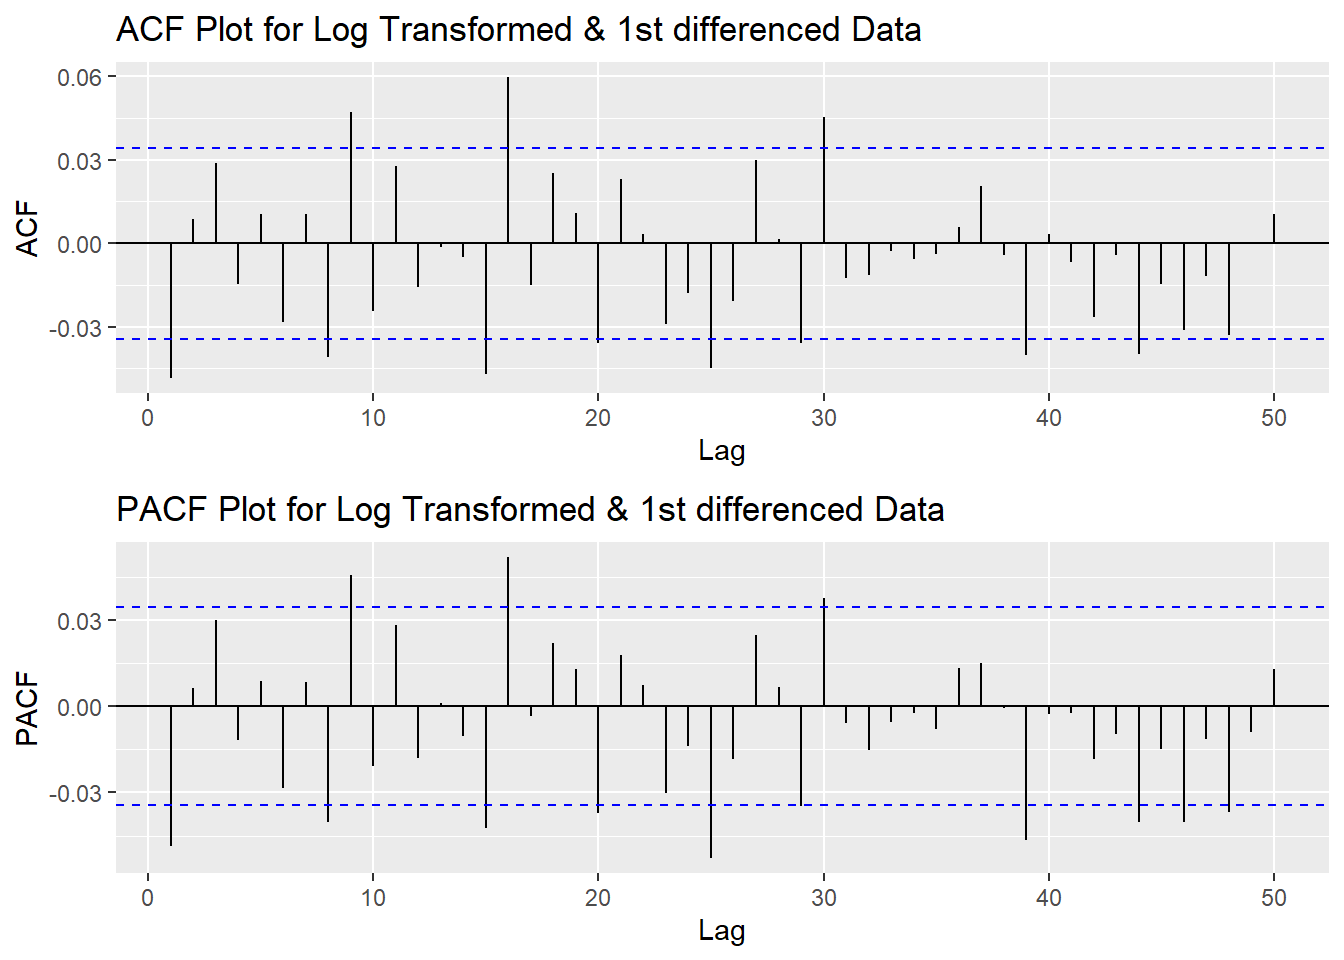 ACF Plot for Log Transformed & 1st differenced Data
0.06
0.03
0.00
-0.03
ACF
0 10 20 30 40 50
Lag
PACF Plot for Log Transformed & 1st differenced Data
0.03
0.00
-0.03
PACF
0 10 20 30 40 50
Lag